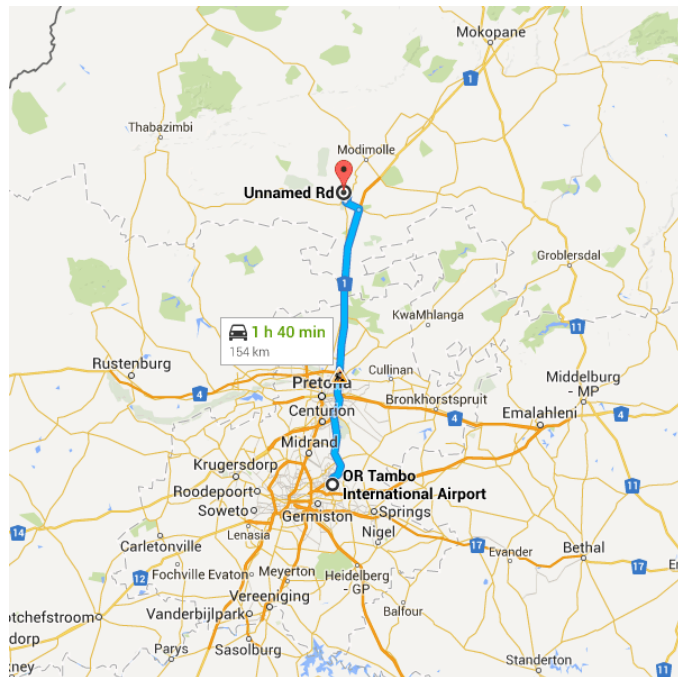 Mokopane
1
Thabazimbi
Modimolle
Unnamed Rd
Groblersdal
1
KwaMhlanga
11
1 h 40 min
154 km
Rustenburg
Cullinan
Pretoria
Middelburg
- MP
4
Bronkhorstspruit
4
Centurion
Emalahleni
Midrand
Krugersdorp
OR Tambo
International Airport
11
Roodepoort
Soweto
Germiston
Springs
14
Lenasia
Nigel
Carletonville
17
Evander
Bethal
17
12
Fochville
Evaton
Meyerton
Heidelberg
- GP
Vereeniging
Balfour
Vanderbijlpark
Sasolburg
Parys
Standerton
11